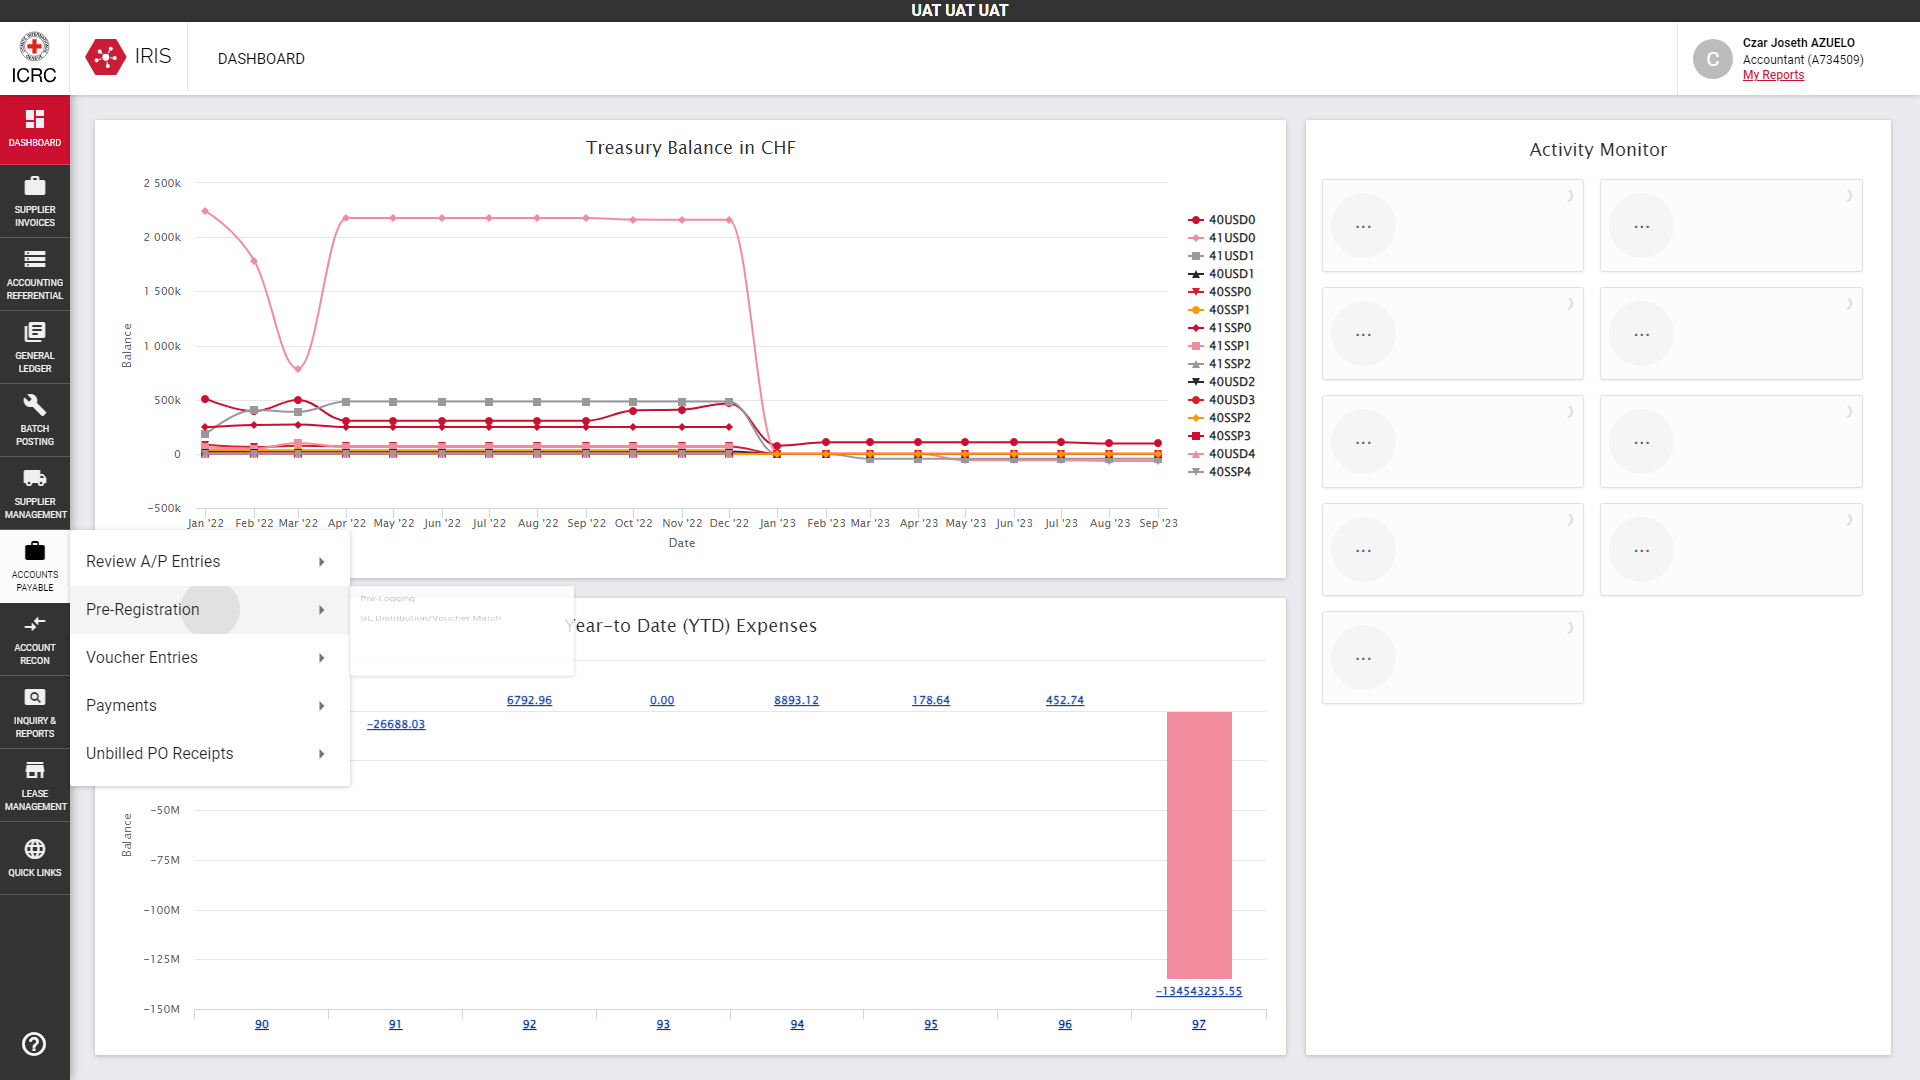 UAT UAT UAT
ICRC
IRIS
DASHBOARD
C
Czar Joseth AZUELO
Accountant (A734509)
My Reports
DASHBOARD
SUPPLIER
INVOICES
ACCOUNTING
REFERENTIAL
GENERAL
LEDGER
BATCH
POSTING
SUPPLIER
MANAGEMENT
ACCOUNTS
PAYABLE
ACCOUNT
RECON
INQUIRY &
REPORTS
LEASE
MANAGEMENT
QUICK LINKS
Treasury Balance in CHF
2 500k
2 000k
1 500k
1 000k
500k
0
−500k
Balance
Jan '22 Feb '22 Mar '22 Apr '22 May '22 Jun '22 Jul '22 Aug '22 Sep '22 Oct '22 Nov '22 Dec '22 Jan '23 Feb '23 Mar '23 Apr '23 May '23 Jun '23 Jul '23 Aug '23 Sep '23
Date
40USD0
41USD0
41USD1
40USD1
40SSP0
40SSP1
41SSP0
41SSP1
41SSP2
40USD2
40USD3
40SSP2
40SSP3
40USD4
40SSP4
Review A/P Entries
Pre-Registration
Voucher Entries
Payments
Unbilled PO Receipts
Pre-Logging
GL Distribution/Voucher Match
Year-to Date (YTD) Expenses
−26688.03
6792.96
0.00
8893.12
178.64
452.74
−134543235.55
−50M
−75M
−100M
−125M
−150M
Balance
90 91 92 93 94 95 96 97
Activity Monitor
... ...
... ...
... ...
... ...
...